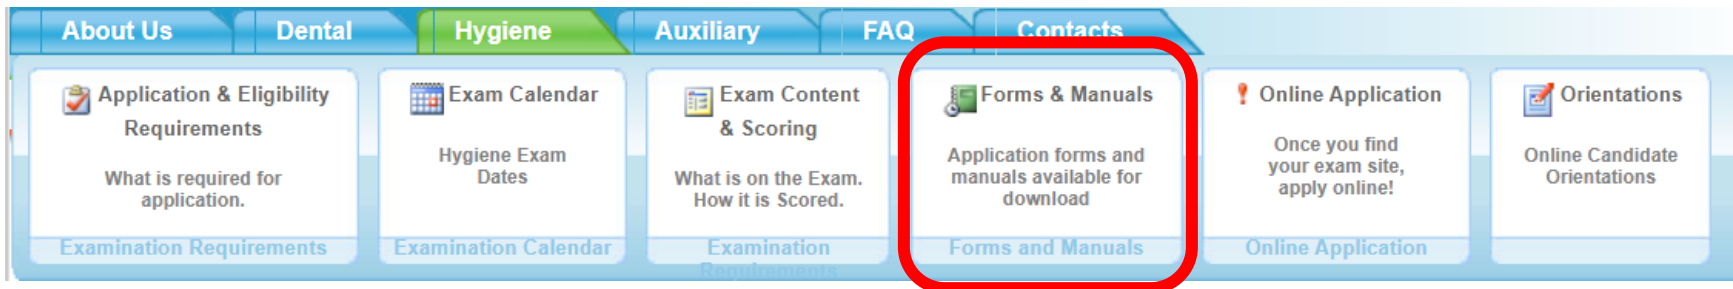 About Us
Dental
Hygiene
Auxiliary
FAQ
Contacts
Application & Eligibility
Requirements
What is required for
application.
Examination Requirements
Exam Calendar
Hygiene Exam
Dates
Examination Calendar
Exam Content
& Scoring
What is on the Exam.
How it is Scored.
Examination
Requirements
Forms & Manuals
Application forms and
manuals available for
download
Forms and Manuals
Online Application
Once you find
your exam site,
apply online!
Online Application
Orientations
Online Candidate
Orientations